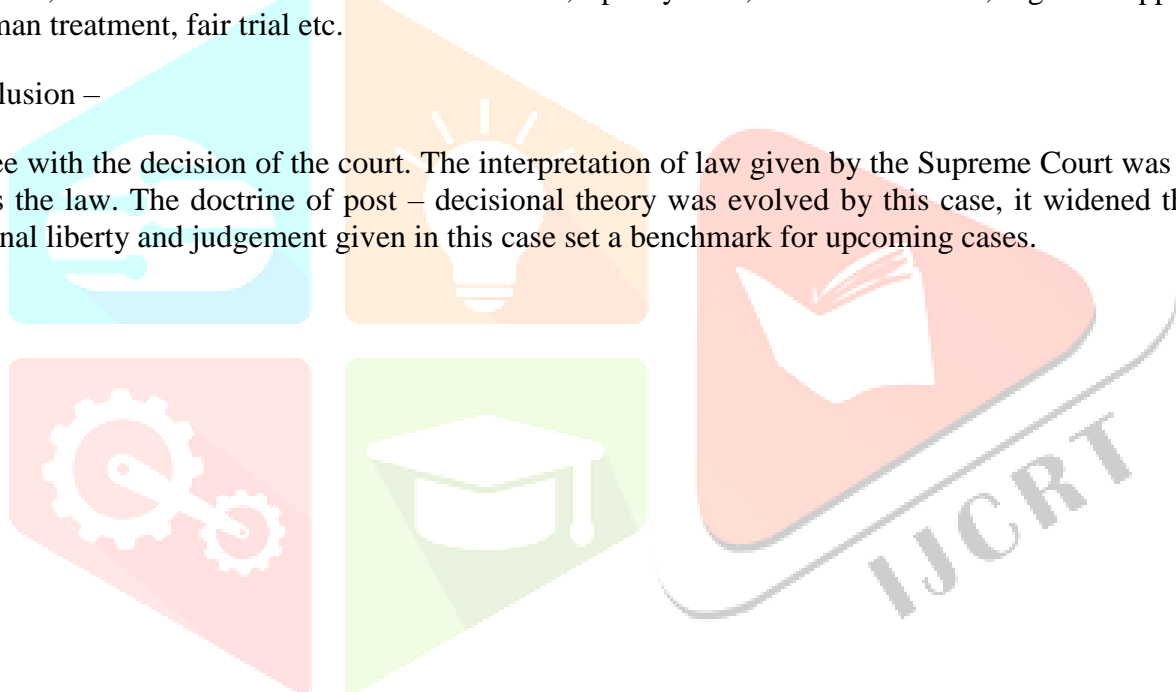 man treatment, fair trial etc.
lusion –
ee with the decision of the court. The interpretation of law given by the Supreme Court was
s the law. The doctrine of post – decisional theory was evolved by this case, it widened th
nal liberty and judgement given in this case set a benchmark for upcoming cases.
IJCRT